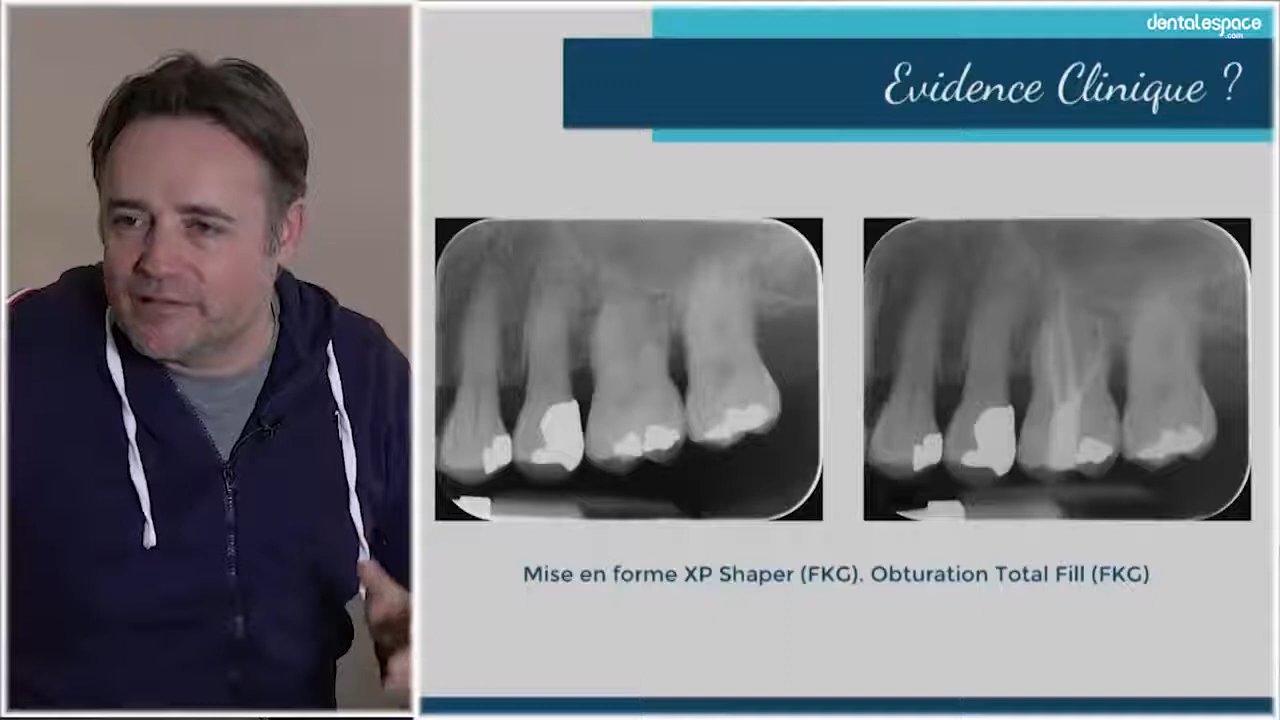 dentalespace
.com
Evidence Clinique ?
Mise en forme XP Shaper (FKG). Obturation Total Fill (FKG)